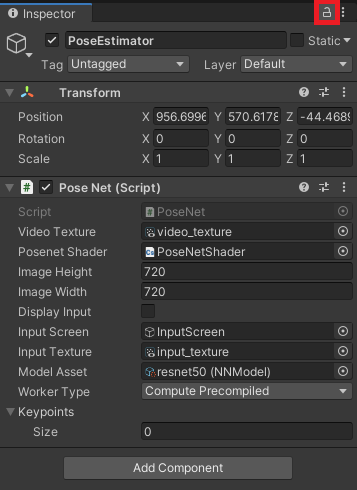 Inspector
PoseEstimator Static
Tag Untagged Layer Default
Transform
Position X 956.6996 Y 570.6178 Z -44.4689
Rotation X 0 Y 0 Z 0
Scale X 1 Y 1 Z 1
# Pose Net (Script)
Script # PoseNet
Video Texture video_texture
Posenet Shader PoseNetShader
Image Height 720
Image Width 720
Display Input
Input Screen InputScreen
Input Texture input_texture
Model Asset resnet50 (NNModel)
Worker Type Compute Precompiled
Keypoints
Size 0
Add Component